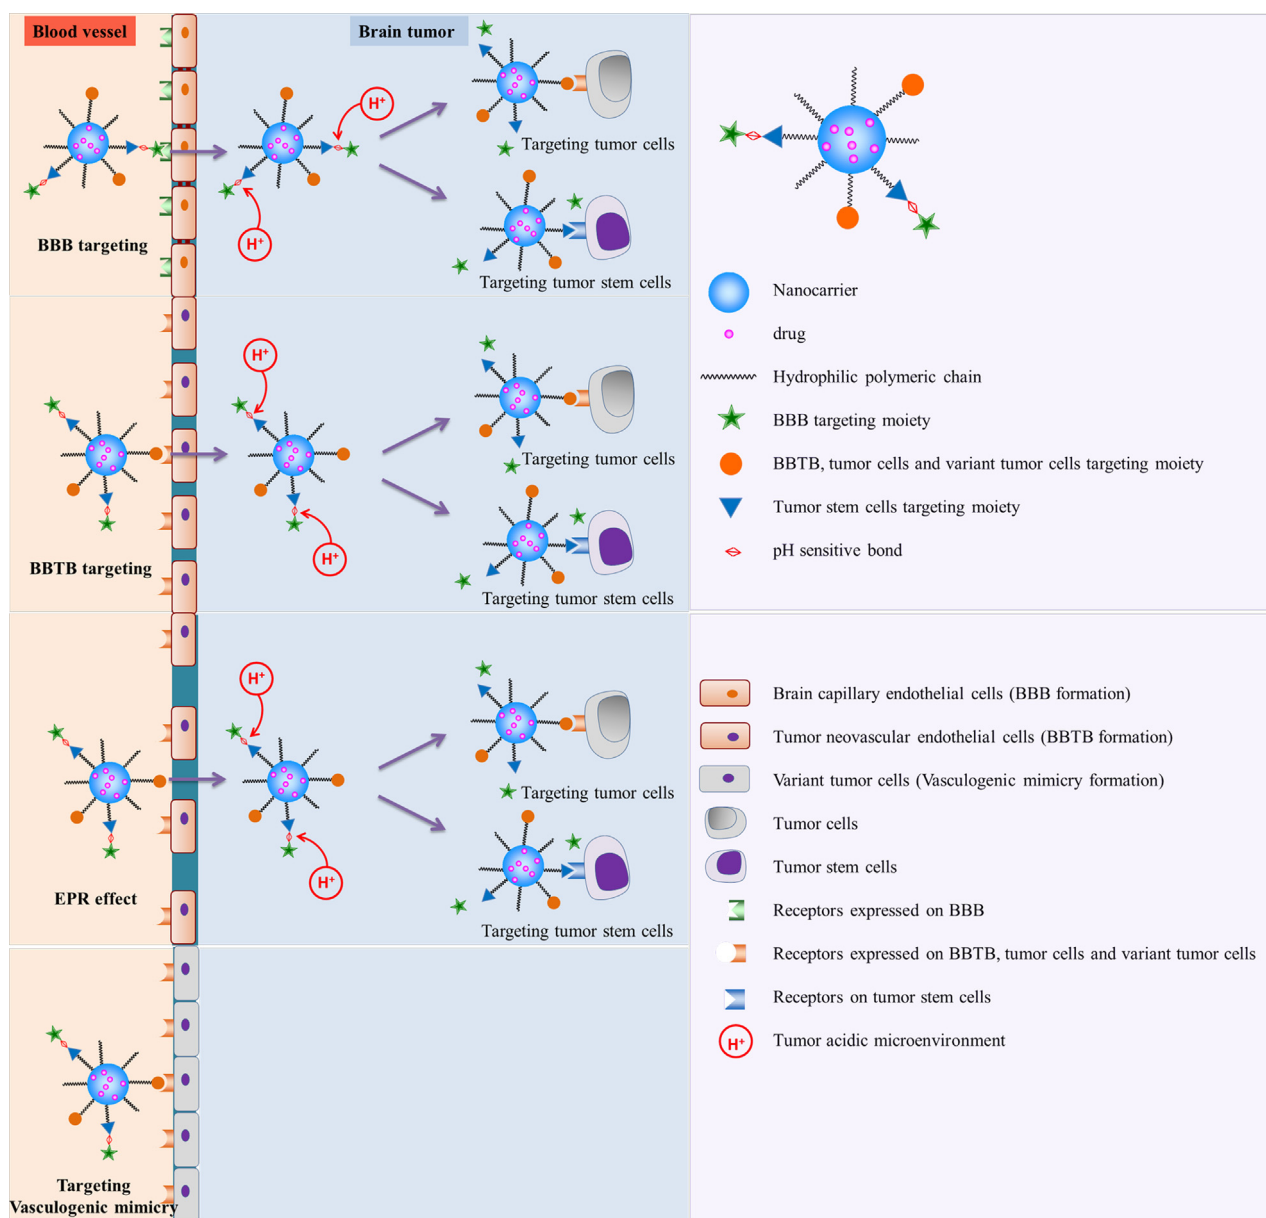 Blood vessel
Brain tumor
H⁺
H⁺
BBB targeting
Targeting tumor cells
Targeting tumor stem cells
H⁺
H⁺
BBTB targeting
Targeting tumor cells
Targeting tumor stem cells
H⁺
H⁺
EPR effect
Targeting tumor cells
Targeting tumor stem cells
Targeting
Vasculogenic mimicry
Nanocarrier
drug
Hydrophilic polymeric chain
BBB targeting moiety
BBTB, tumor cells and variant tumor cells targeting moiety
Tumor stem cells targeting moiety
pH sensitive bond
Brain capillary endothelial cells (BBB formation)
Tumor neovascular endothelial cells (BBTB formation)
Variant tumor cells (Vasculogenic mimicry formation)
Tumor cells
Tumor stem cells
Receptors expressed on BBB
Receptors expressed on BBTB, tumor cells and variant tumor cells
Receptors on tumor stem cells
H⁺ Tumor acidic microenvironment